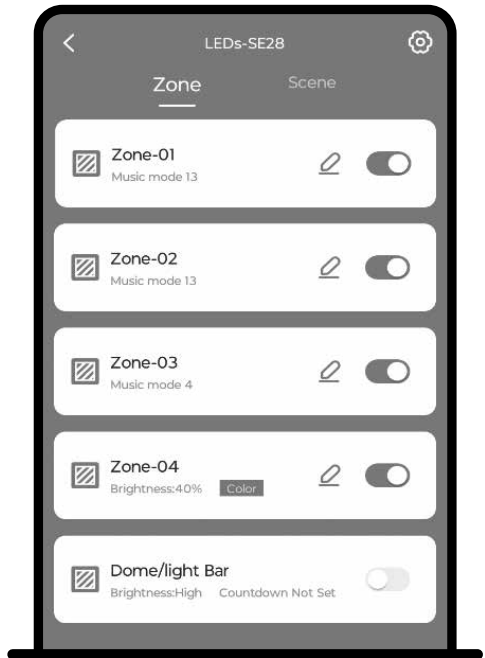 LEDs-SE28
Zone Scene
Zone-01
Music mode 13
Zone-02
Music mode 13
Zone-03
Music mode 4
Zone-04
Brightness:40% Color
Dome/light Bar
Brightness:High Countdown Not Set